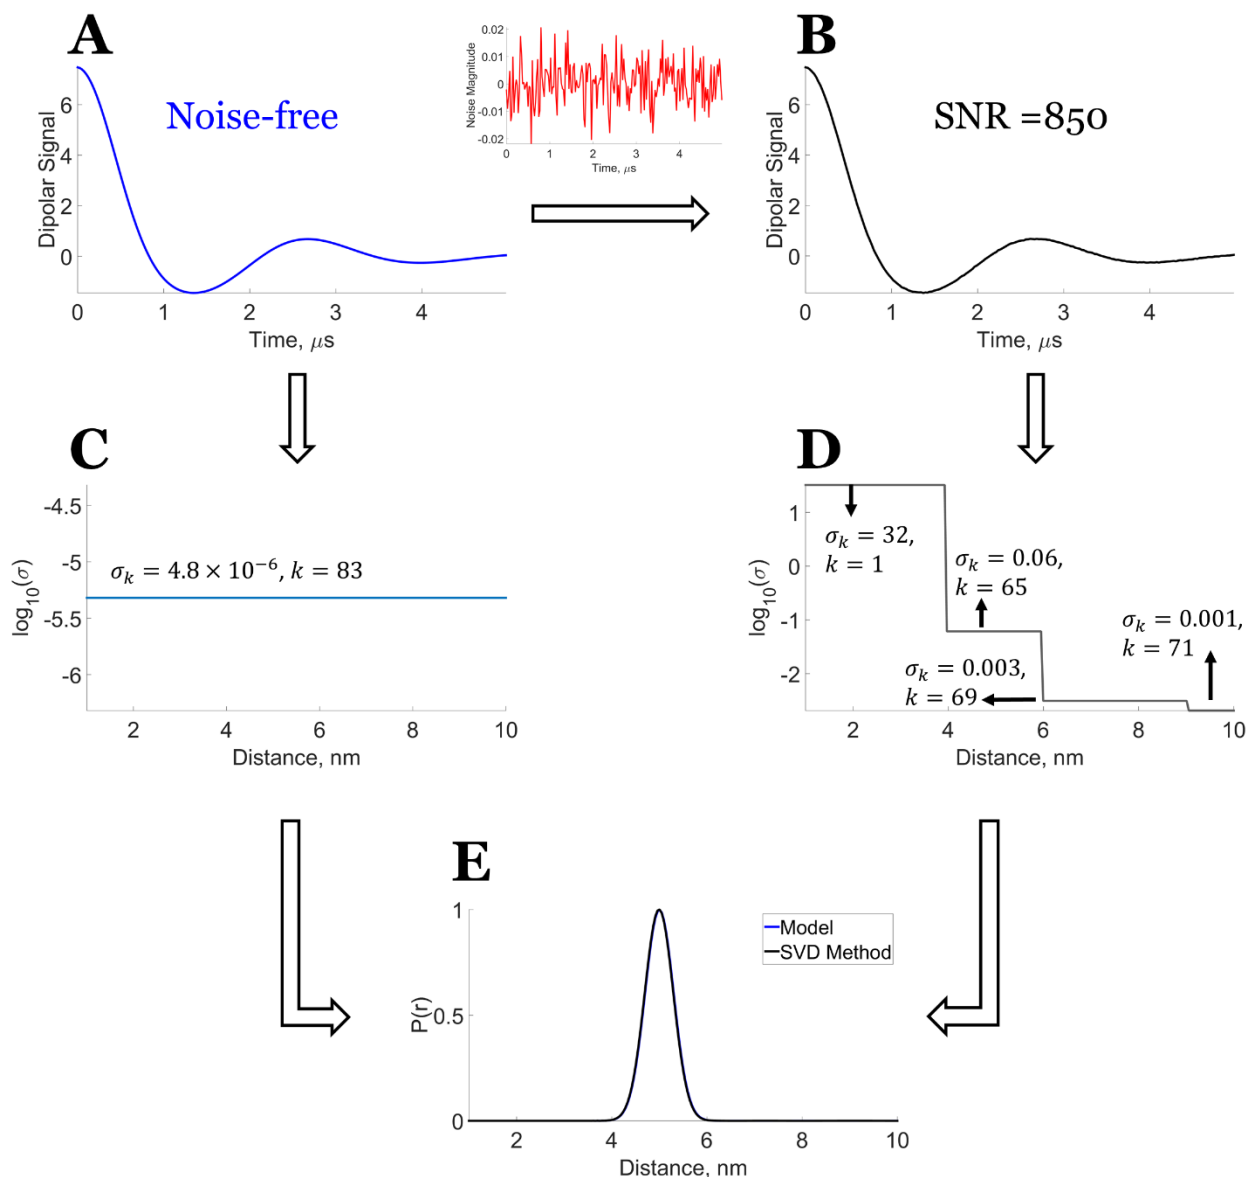 A
Noise-free
Dipolar Signal
6
4
2
0
0 1 2 3 4
Time, μs
Noise Magnitude
0.02
0.01
0
-0.01
-0.02
0 1 2 3 4
Time, μs
B
SNR =850
Dipolar Signal
6
4
2
0
0 1 2 3 4
Time, μs
C
log₁₀(σ)
-4.5
-5
-5.5
-6
σₖ = 4.8 × 10⁻⁶, k = 83
2 4 6 8 10
Distance, nm
D
log₁₀(σ)
1
0
-1
-2
σₖ = 32,
k = 1
σₖ = 0.06,
k = 65
σₖ = 0.003,
k = 69
σₖ = 0.001,
k = 71
2 4 6 8 10
Distance, nm
E
P(r)
1
0.5
0
Model
SVD Method
2 4 6 8 10
Distance, nm